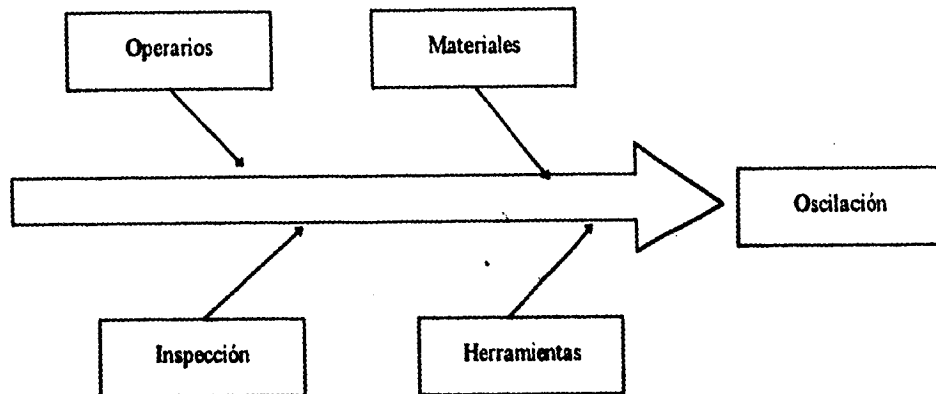 Operarios
Materiales
Oscilación
Inspección
Herramientas